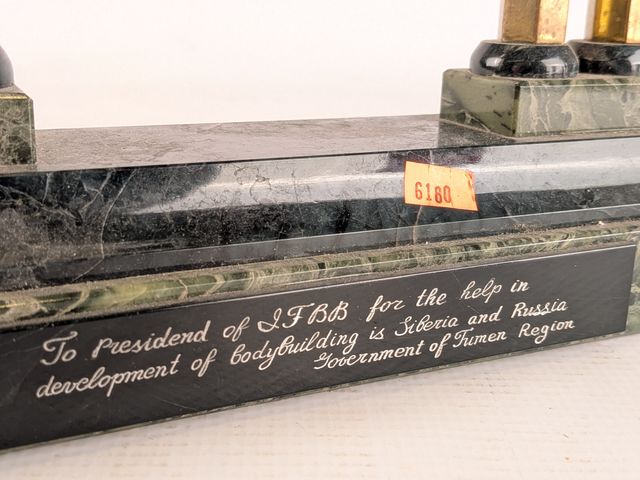 6180
To presidend of IFBB for the help in
development of bodybuilding is Siberia and Russia
Government of Tumen Region